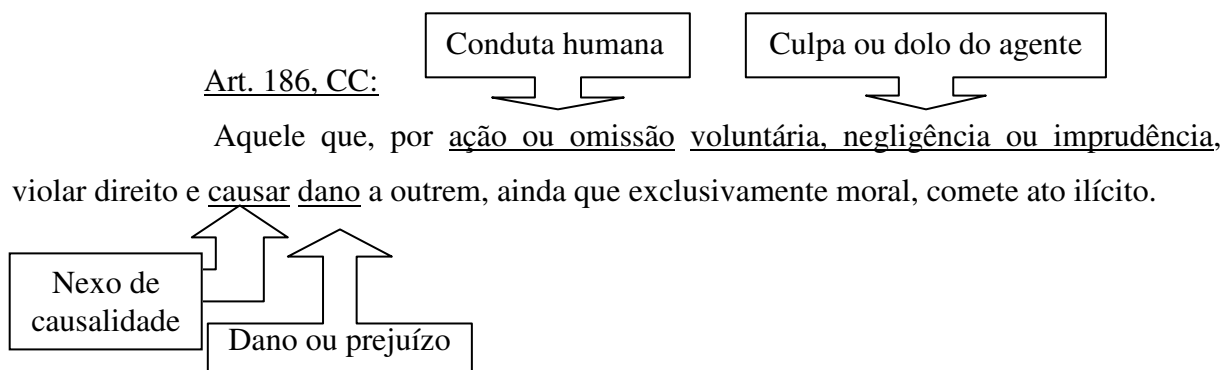 Conduta humana
Culpa ou dolo do agente
Art. 186, CC:
Aquele que, por ação ou omissão voluntária, negligência ou imprudência,
violar direito e causar dano a outrem, ainda que exclusivamente moral, comete ato ilícito.
Nexo de
causalidade
Dano ou prejuízo